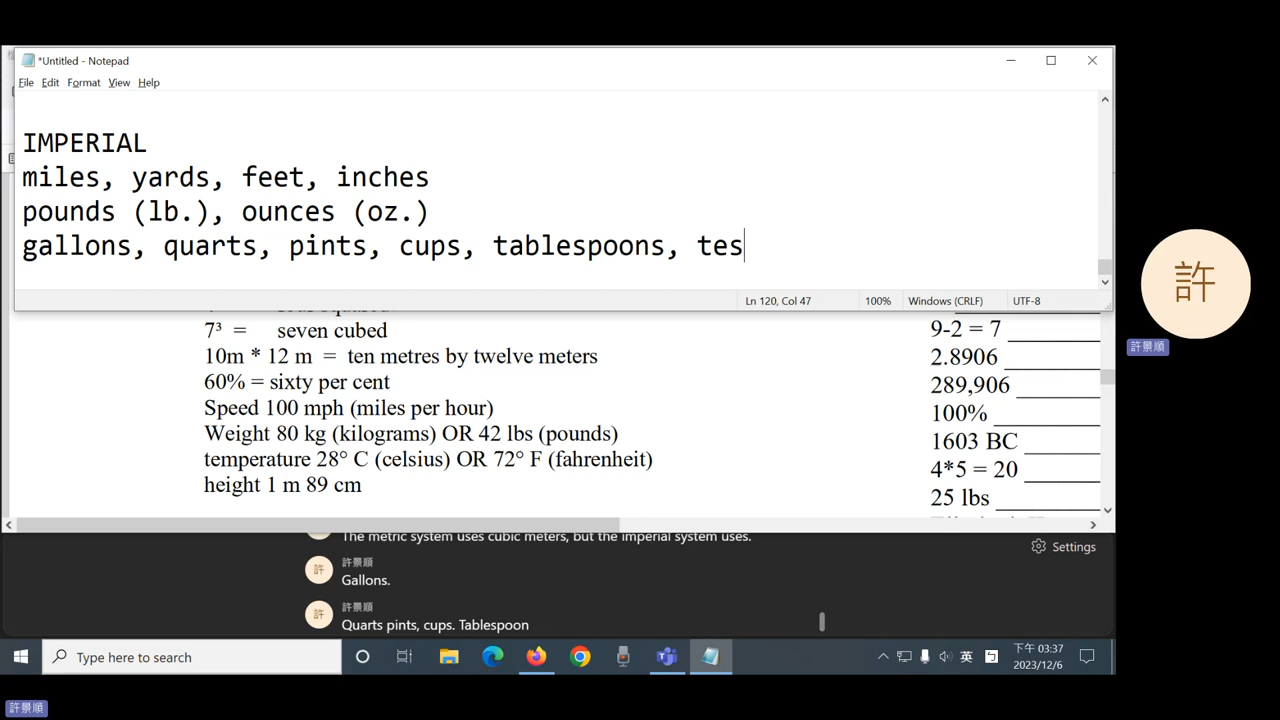 *Untitled - Notepad
File Edit Format View Help
IMPERIAL
miles, yards, feet, inches
pounds (lb.), ounces (oz.)
gallons, quarts, pints, cups, tablespoons, tes
Ln 120, Col 47 100% Windows (CRLF) UTF-8
7³ = seven cubed
10m * 12 m = ten metres by twelve meters
60% = sixty per cent
Speed 100 mph (miles per hour)
Weight 80 kg (kilograms) OR 42 lbs (pounds)
temperature 28° C (celsius) OR 72° F (fahrenheit)
height 1 m 89 cm
9-2 = 7
2.8906
289,906
100%
1603 BC
4*5 = 20
25 lbs
The metric system uses cubic meters, but the imperial system uses.
Settings
許 許景順
Gallons.
許 許景順
Quarts pints, cups. Tablespoon
許
許景順
Type here to search
英
下午 03:37
2023/12/6
許景順